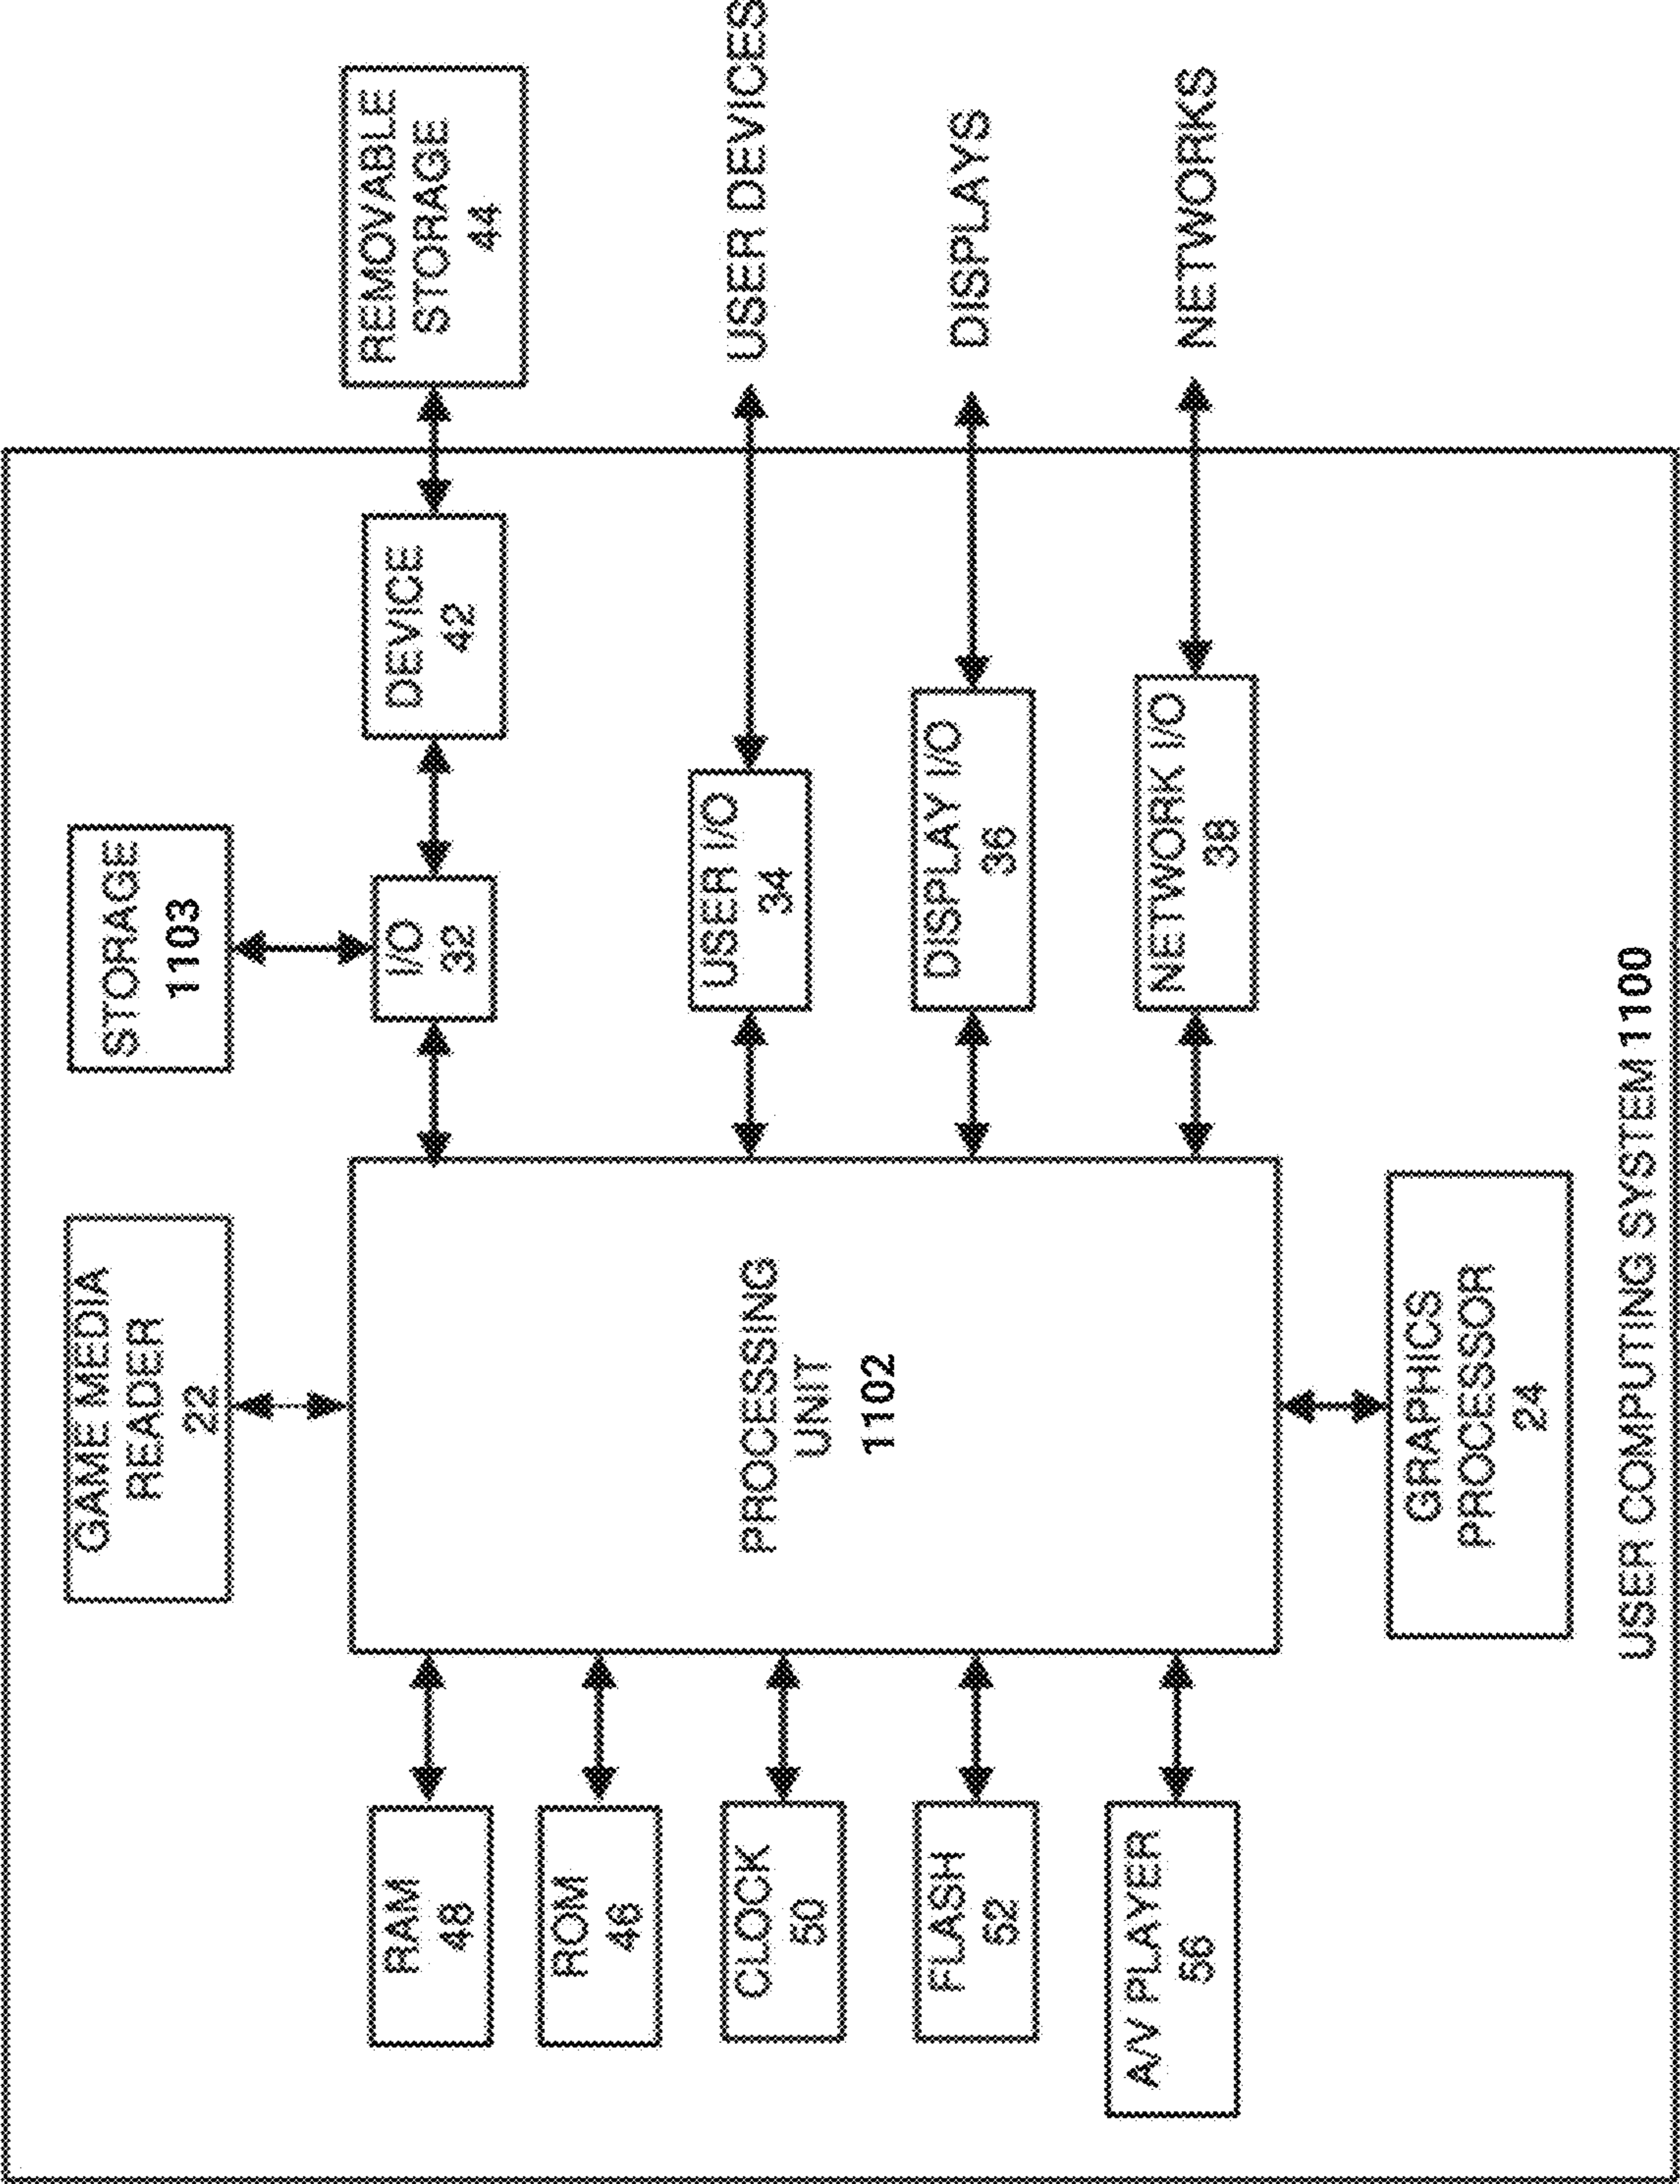 GAME MEDIA
READER
22
STORAGE
1103
RAM
48
ROM
46
CLOCK
50
FLASH
52
A/V PLAYER
56
PROCESSING
UNIT
1102
I/O
32
DEVICE
42
REMOVABLE
STORAGE
44
USER I/O
34
USER DEVICES
DISPLAY I/O
36
DISPLAYS
NETWORK I/O
38
NETWORKS
GRAPHICS
PROCESSOR
24
USER COMPUTING SYSTEM 1100